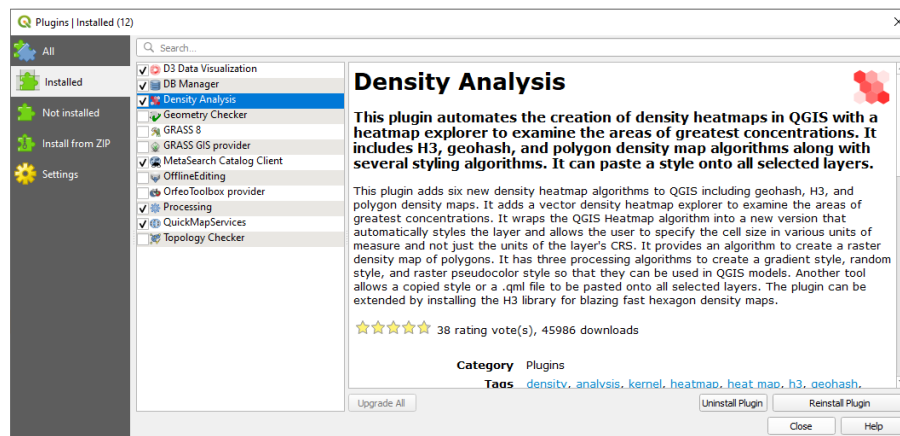 Plugins | Installed (12)
All
Installed
Not installed
Install from ZIP
Settings
Search...
D3 Data Visualization
DB Manager
Density Analysis
Geometry Checker
GRASS 8
GRASS GIS provider
MetaSearch Catalog Client
OfflineEditing
OrfeoToolbox provider
Processing
QuickMapServices
Topology Checker
Density Analysis
This plugin automates the creation of density heatmaps in QGIS with a
heatmap explorer to examine the areas of greatest concentrations. It
includes H3, geohash, and polygon density map algorithms along with
several styling algorithms. It can paste a style onto all selected layers.
This plugin adds six new density heatmap algorithms to QGIS including geohash, H3, and
polygon density maps. It adds a vector density heatmap explorer to examine the areas of
greatest concentrations. It wraps the QGIS Heatmap algorithm into a new version that
automatically styles the layer and allows the user to specify the cell size in various units of
measure and not just the units of the layer's CRS. It provides an algorithm to create a raster
density map of polygons. It has three processing algorithms to create a gradient style, random
style, and raster pseudocolor style so that they can be used in QGIS models. Another tool
allows a copied style or a .qml file to be pasted onto all selected layers. The plugin can be
extended by installing the H3 library for blazing fast hexagon density maps.
38 rating vote(s), 45986 downloads
Category Plugins
Tags density, analysis, kernel, heatmap, heat map, h3, geohash,
Upgrade All
Uninstall Plugin
Reinstall Plugin
Close
Help